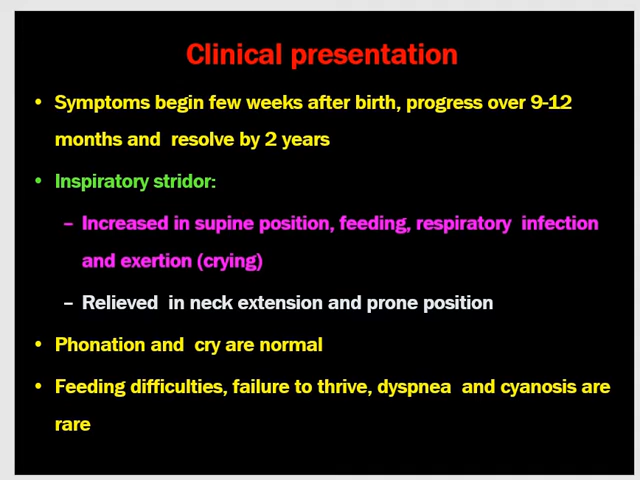 Clinical presentation
• Symptoms begin few weeks after birth, progress over 9-12
months and resolve by 2 years
• Inspiratory stridor:
– Increased in supine position, feeding, respiratory infection
and exertion (crying)
– Relieved in neck extension and prone position
• Phonation and cry are normal
• Feeding difficulties, failure to thrive, dyspnea and cyanosis are
rare